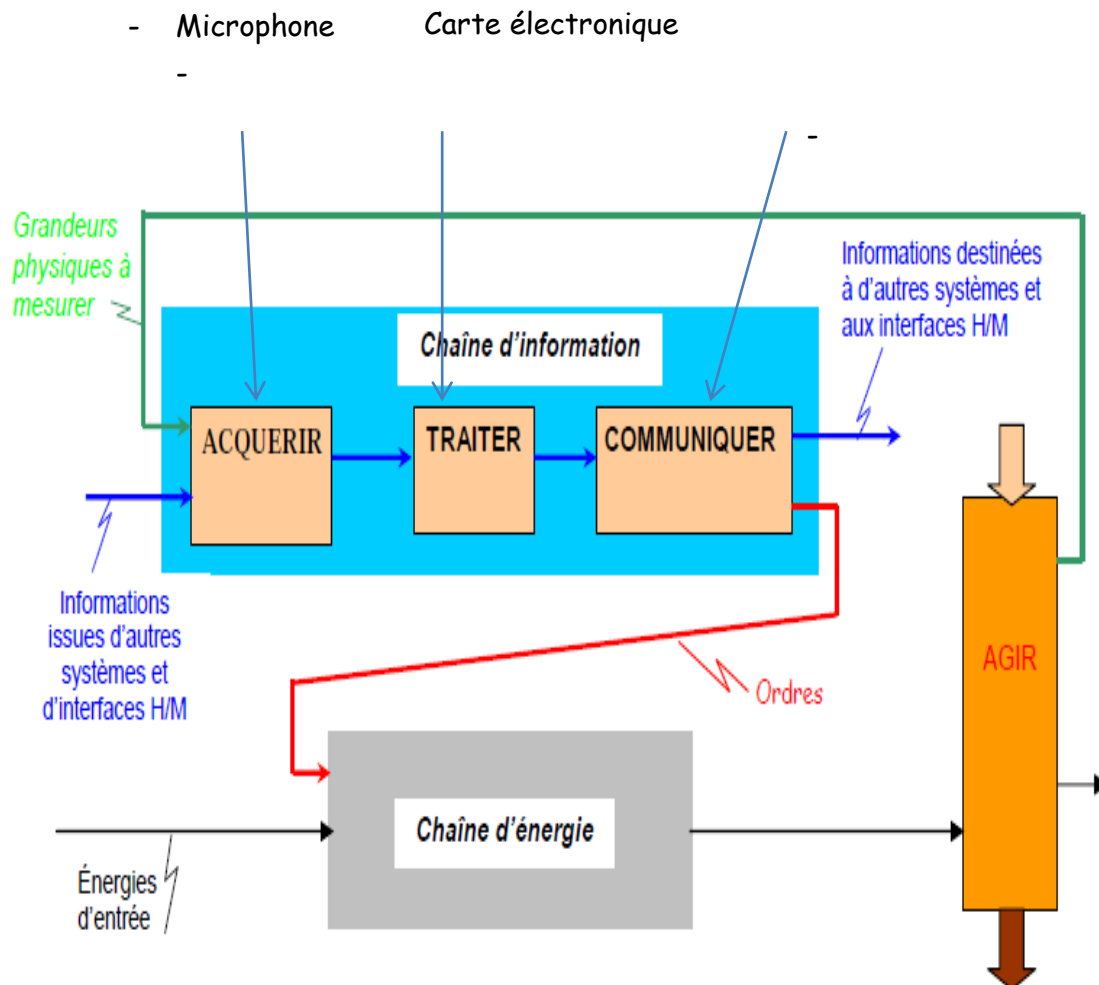 - Microphone
Carte électronique
-
-
Grandeurs
physiques à
mesurer
Informations destinées
à d'autres systèmes et
aux interfaces H/M
Chaîne d'information
ACQUERIR
TRAITER
COMMUNIQUER
Informations
issues d'autres
systèmes et
d'interfaces H/M
AGIR
Ordres
Chaîne d'énergie
Énergies
d'entrée